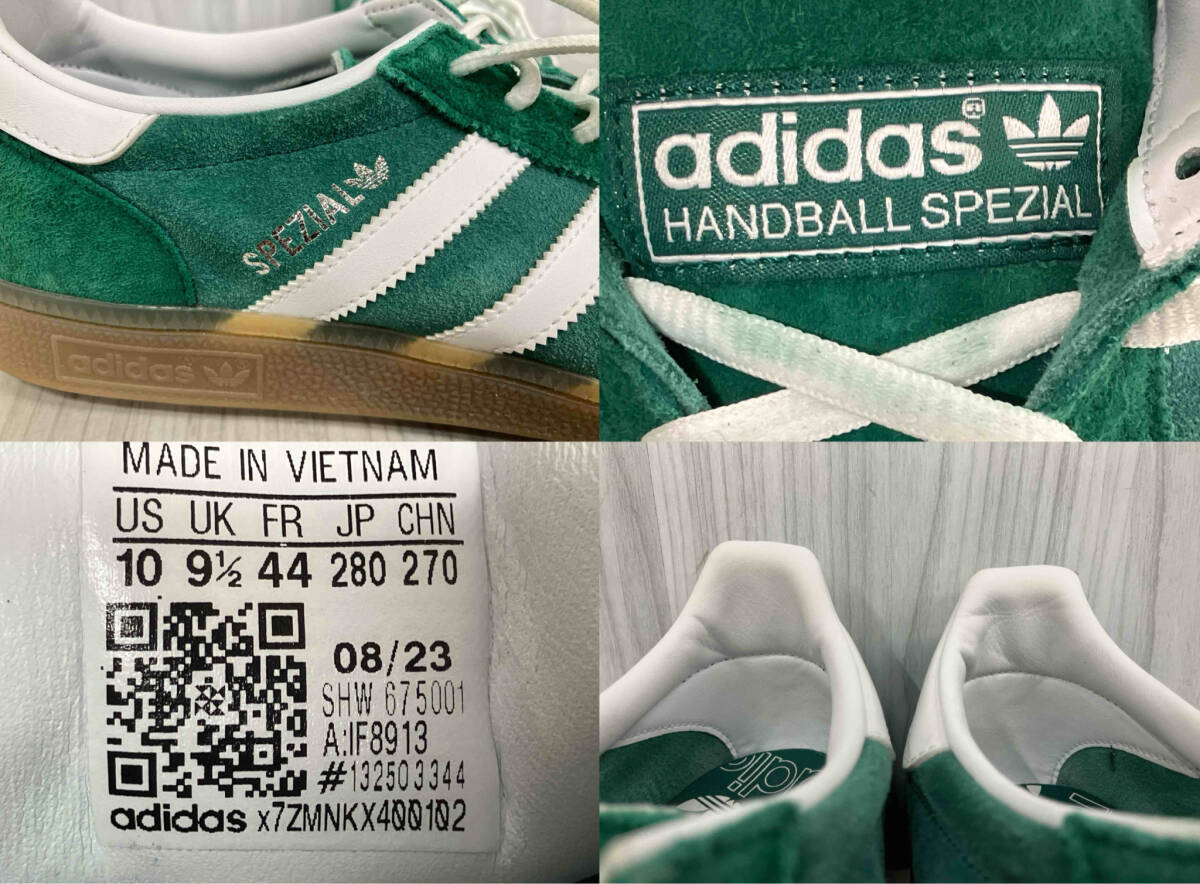 SPEZIAL
adidas
adidas®
HANDBALL SPEZIAL
MADE IN VIETNAM
US UK FR JP CHN
10 9½ 44 280 270
08/23
SHW 675001
A:IF8913
#132503344
adidas x7ZMNKX400102